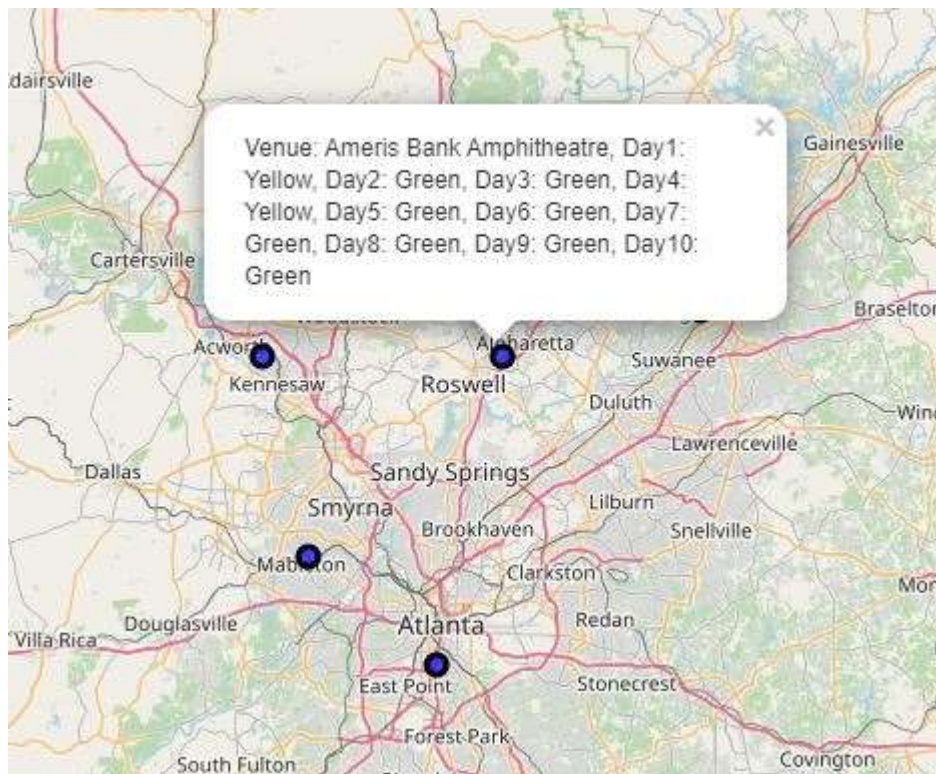 dairsville
Gainesville
×
Venue: Ameris Bank Amphitheatre, Day1:
Yellow, Day2: Green, Day3: Green, Day4:
Yellow, Day5: Green, Day6: Green, Day7:
Green, Day8: Green, Day9: Green, Day10:
Green
Cartersville
Braselton
Acworth
Alpharetta
Suwanee
Kennesaw
Roswell
Duluth
Lawrenceville
Dallas
Sandy Springs
Smyrna
Lilburn
Brookhaven
Snellville
Mableton
Clarkston
Villa Rica
Douglasville
Atlanta
Redan
East Point
Stonecrest
Forest Park
South Fulton
Covington